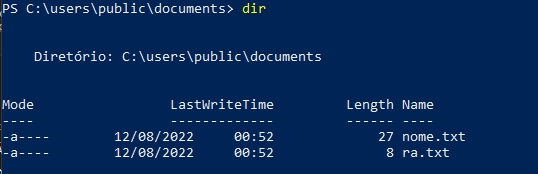 PS C:\users\public\documents> dir
Diretório: C:\users\public\documents
Mode LastWriteTime Length Name
---- ------------- ------ ----
-a---- 12/08/2022 00:52 27 nome.txt
-a---- 12/08/2022 00:52 8 ra.txt